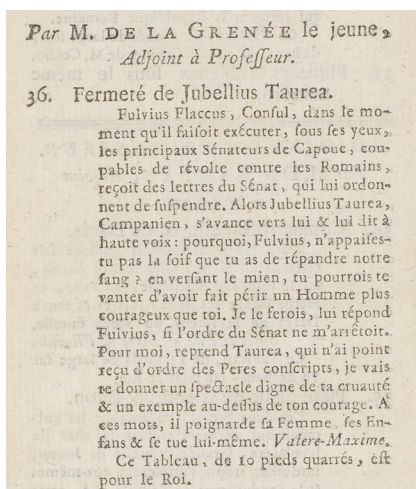 Par M. DE LA GRENÉE le jeune,
Adjoint à Profeſſeur.
36. Fermeté de Jubellius Taurea.
Fulvius Flaccus, Conſul, dans le mo-
ment qu'il faiſoit exécuter, ſous ſes yeux,
les principaux Sénateurs de Capoue, cou-
pables de révolte contre les Romains,
reçoit des lettres du Sénat, qui lui ordon-
nent de ſuſpendre. Alors Jubellius Taurea,
Campanien, s'avance vers lui & lui dit à
haute voix : pourquoi, Fulvius, n'appaiſes-
tu pas la ſoif que tu as de répandre notre
ſang ? en verſant le mien, tu pourrois te
vanter d'avoir fait périr un Homme plus
courageux que toi. Je le ferois, lui répond
Fulvius, ſi l'ordre du Sénat ne m'arrêtoit.
Pour moi, reprend Taurea, qui n'ai point
reçu d'ordre des Peres conſcripts, je vais
te donner un ſpectacle digne de ta cruauté
& un exemple au-deſſus de ton courage. A
ces mots, il poignarde ſa Femme, ſes En-
fans & ſe tue lui-même. Valere-Maxime.
Ce Tableau, de 10 pieds quarrés, eſt
pour le Roi.